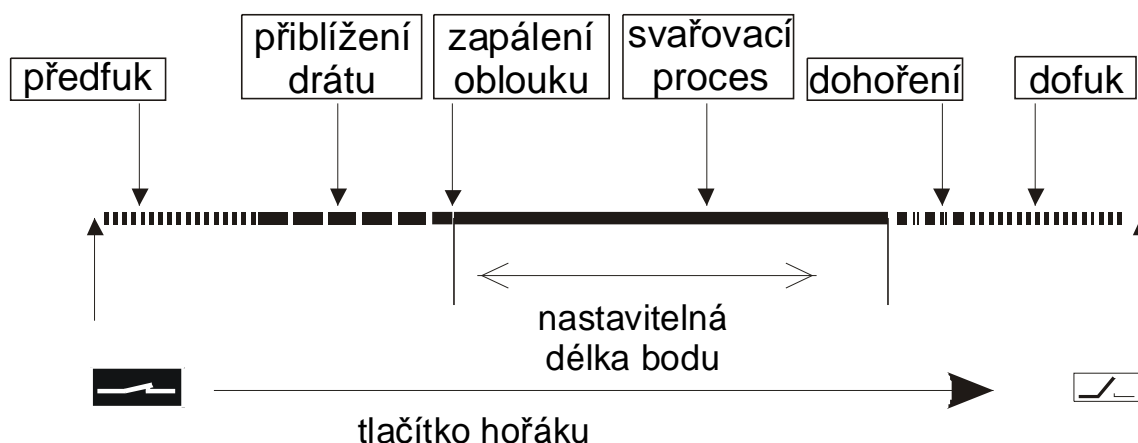 předfuk
přiblížení
drátu
zapálení
oblouku
svařovací
proces
dohoření
dofuk
nastavitelná
délka bodu
tlačítko hořáku